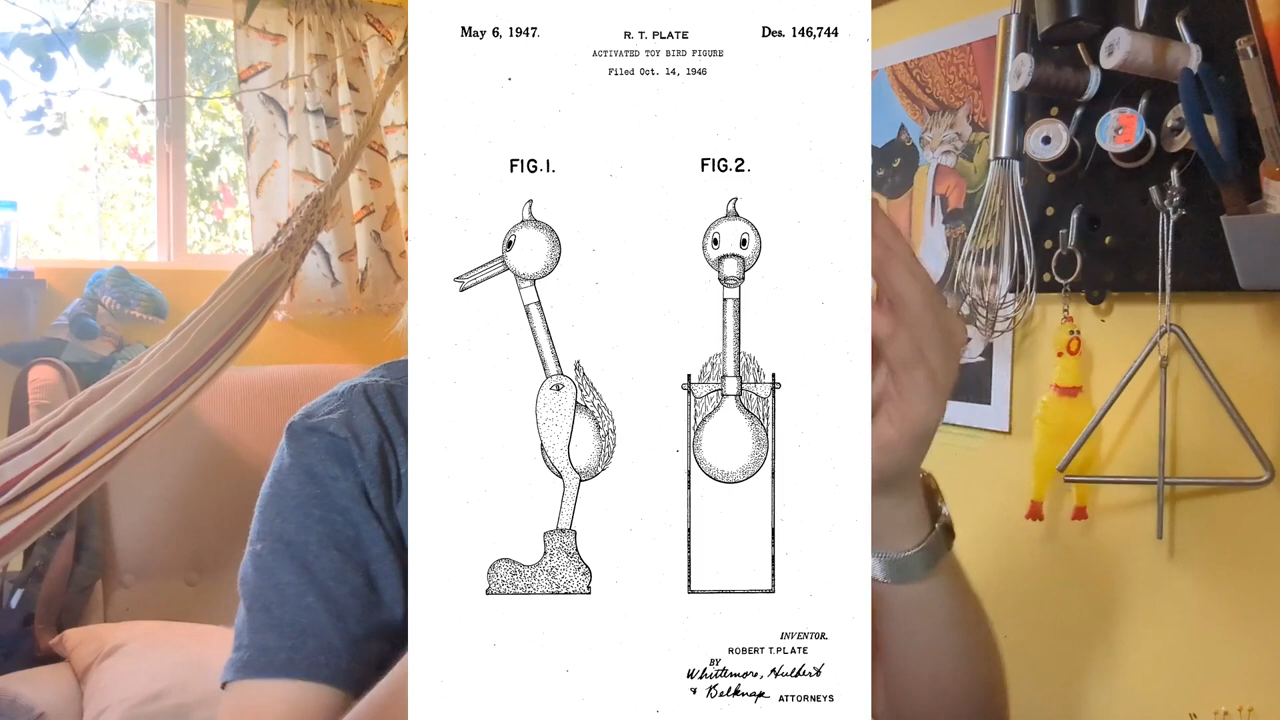 May 6, 1947.
R. T. PLATE
Des. 146,744
ACTIVATED TOY BIRD FIGURE
Filed Oct. 14, 1946
FIG.1.
FIG.2.
INVENTOR.
ROBERT T. PLATE
BY
Whittemore, Hulbert
& Belknap ATTORNEYS